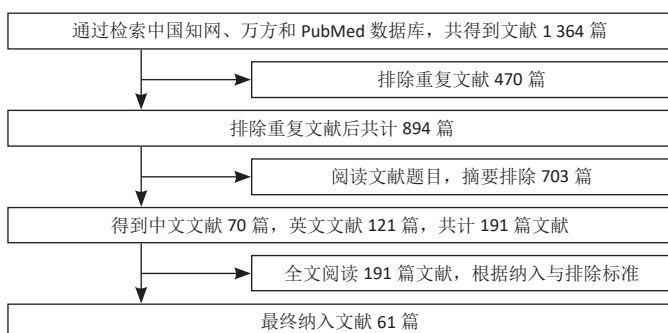 通过检索中国知网、万方和 PubMed 数据库，共得到文献 1 364 篇
排除重复文献 470 篇
排除重复文献后共计 894 篇
阅读文献题目，摘要排除 703 篇
得到中文文献 70 篇，英文文献 121 篇，共计 191 篇文献
全文阅读 191 篇文献，根据纳入与排除标准
最终纳入文献 61 篇